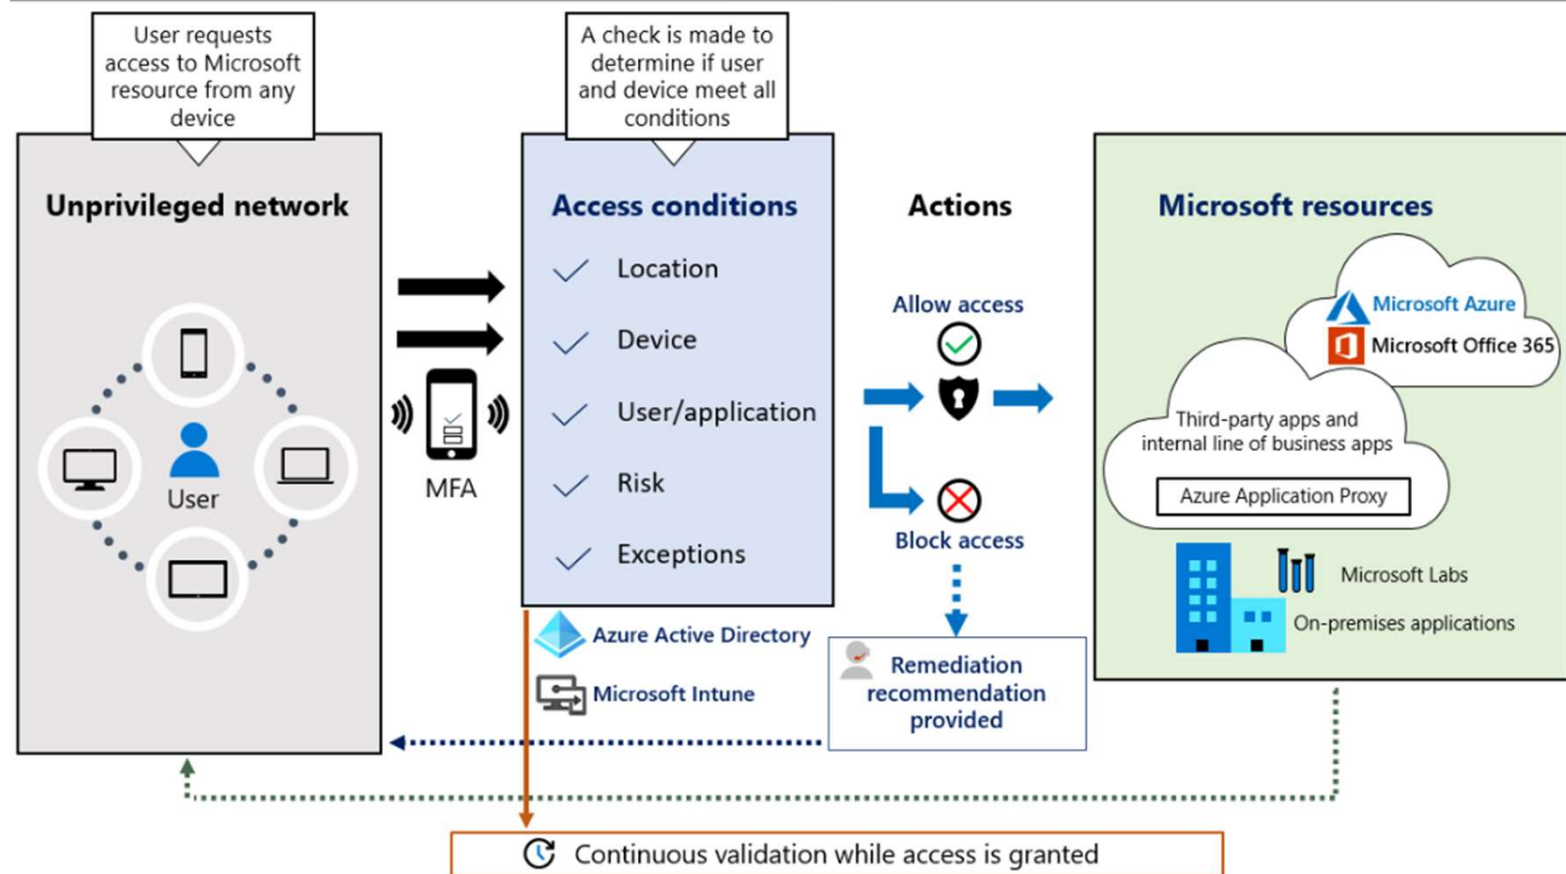 User requests
access to Microsoft
resource from any
device
A check is made to
determine if user
and device meet all
conditions
Unprivileged network
User
MFA
Access conditions
Location
Device
User/application
Risk
Exceptions
Azure Active Directory
Microsoft Intune
Actions
Allow access
Block access
Remediation
recommendation
provided
Microsoft resources
Microsoft Azure
Microsoft Office 365
Third-party apps and
internal line of business apps
Azure Application Proxy
Microsoft Labs
On-premises applications
Continuous validation while access is granted